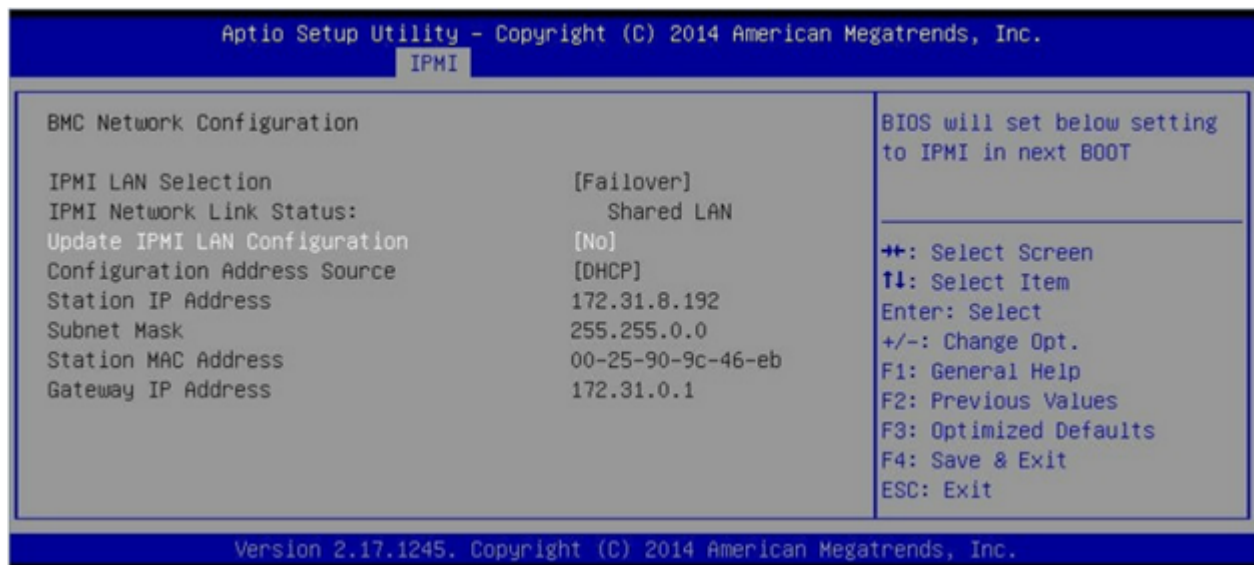 Aptio Setup Utility – Copyright (C) 2014 American Megatrends, Inc.
IPMI
BMC Network Configuration
IPMI LAN Selection [Failover]
IPMI Network Link Status: Shared LAN
Update IPMI LAN Configuration [No]
Configuration Address Source [DHCP]
Station IP Address 172.31.8.192
Subnet Mask 255.255.0.0
Station MAC Address 00-25-90-9c-46-eb
Gateway IP Address 172.31.0.1
BIOS will set below setting
to IPMI in next BOOT
→←: Select Screen
↑↓: Select Item
Enter: Select
+/-: Change Opt.
F1: General Help
F2: Previous Values
F3: Optimized Defaults
F4: Save & Exit
ESC: Exit
Version 2.17.1245. Copyright (C) 2014 American Megatrends, Inc.